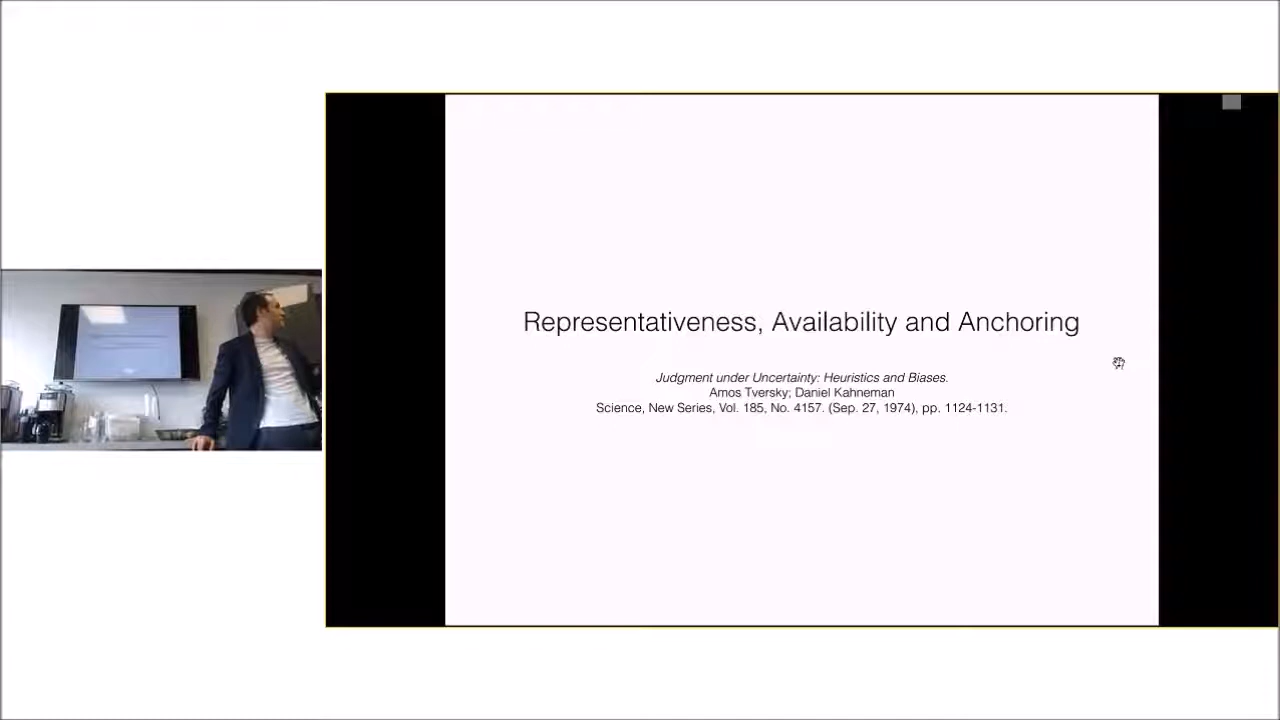 Representativeness, Availability and Anchoring
Judgment under Uncertainty: Heuristics and Biases.
Amos Tversky; Daniel Kahneman
Science, New Series, Vol. 185, No. 4157. (Sep. 27, 1974), pp. 1124-1131.